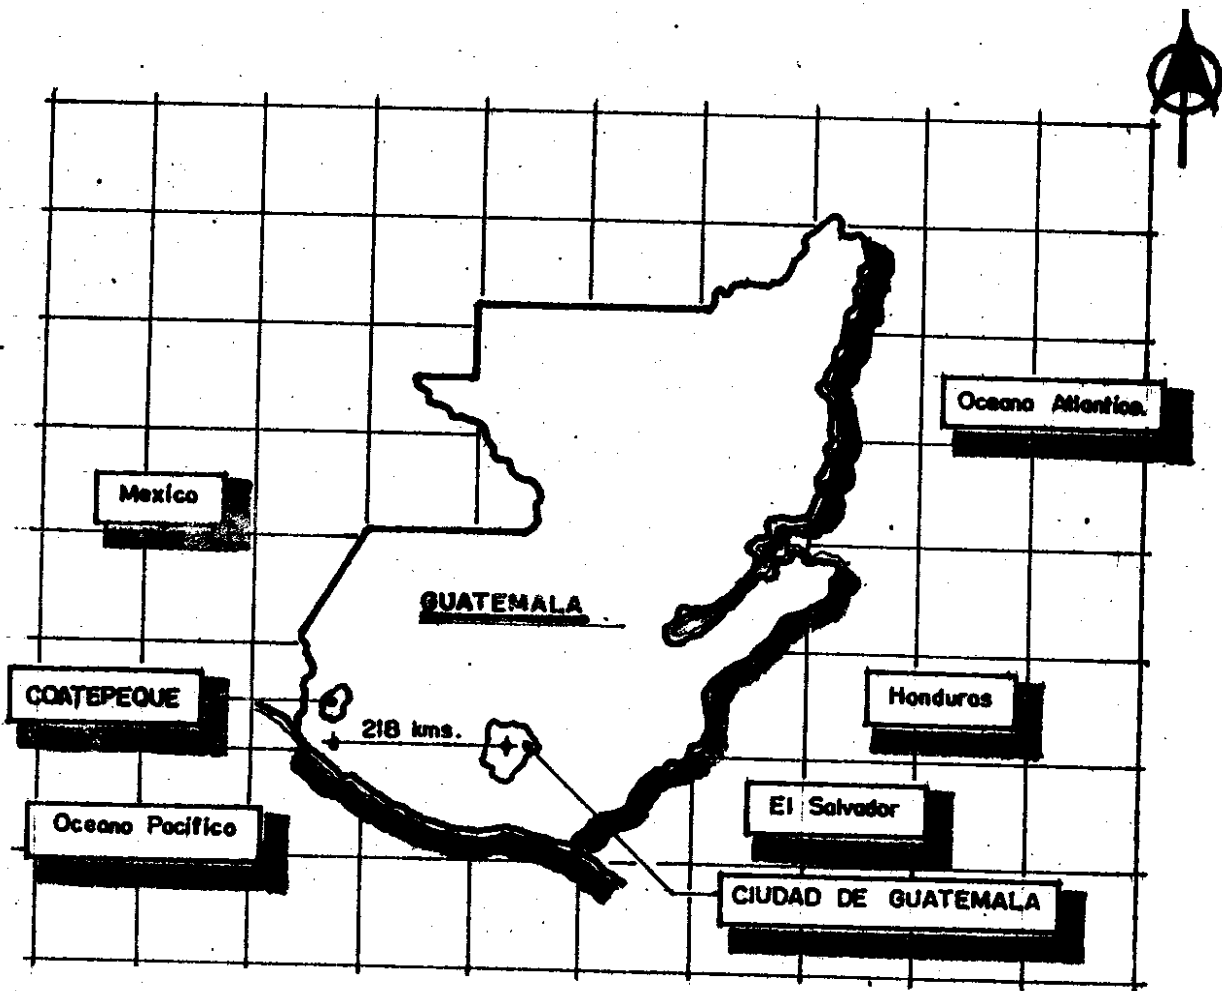 Oceano Atlantico.
Mexico
GUATEMALA
COATEPEQUE
Honduras
218 kms.
El Salvador
Oceano Pacifico
CIUDAD DE GUATEMALA